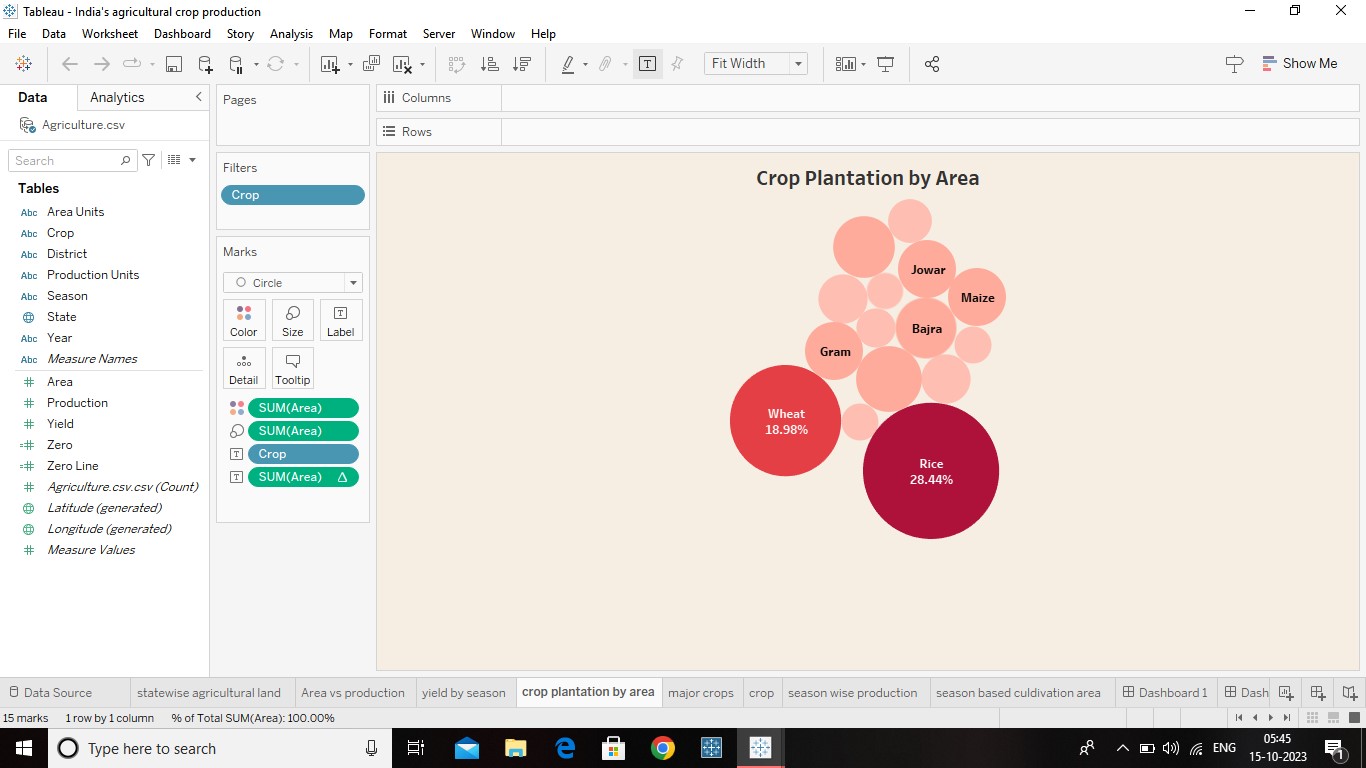 Tableau - India's agricultural crop production
File Data Worksheet Dashboard Story Analysis Map Format Server Window Help
Fit Width
Show Me
Data Analytics
Agriculture.csv
Search
Tables
Abc Area Units
Abc Crop
Abc District
Abc Production Units
Abc Season
State
Abc Year
Abc Measure Names
Area
Production
Yield
Zero
Zero Line
Agriculture.csv.csv (Count)
Latitude (generated)
Longitude (generated)
Measure Values
Pages
Filters
Crop
Marks
Circle
Color Size Label
Detail Tooltip
SUM(Area)
SUM(Area)
Crop
SUM(Area) Δ
Columns
Rows
Crop Plantation by Area
Jowar
Maize
Bajra
Gram
Wheat
18.98%
Rice
28.44%
Data Source statewise agricultural land Area vs production yield by season crop plantation by area major crops crop season wise production season based culdivation area Dashboard 1 Dash
15 marks 1 row by 1 column % of Total SUM(Area): 100.00%
Type here to search
ENG
05:45
15-10-2023
1